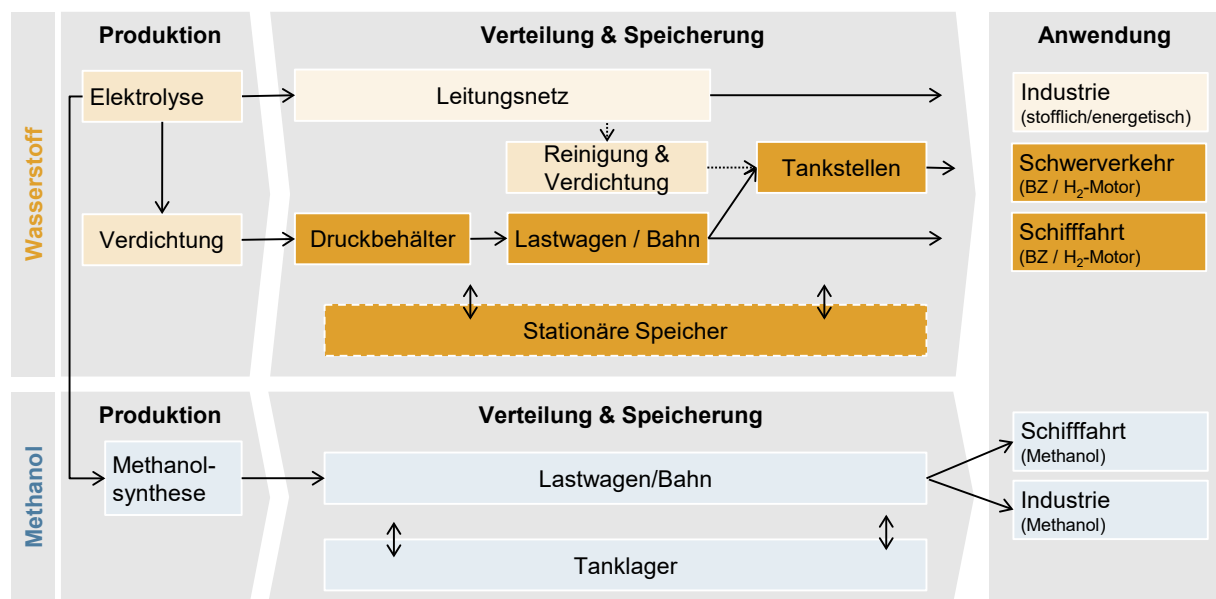 Produktion
Verteilung & Speicherung
Anwendung
Wasserstoff
Elektrolyse
Leitungsnetz
Industrie
(stofflich/energetisch)
Reinigung &
Verdichtung
Tankstellen
Schwerverkehr
(BZ / H₂-Motor)
Verdichtung
Druckbehälter
Lastwagen / Bahn
Schifffahrt
(BZ / H₂-Motor)
Stationäre Speicher
Methanol
Produktion
Verteilung & Speicherung
Methanol-
synthese
Lastwagen/Bahn
Schifffahrt
(Methanol)
Industrie
(Methanol)
Tanklager